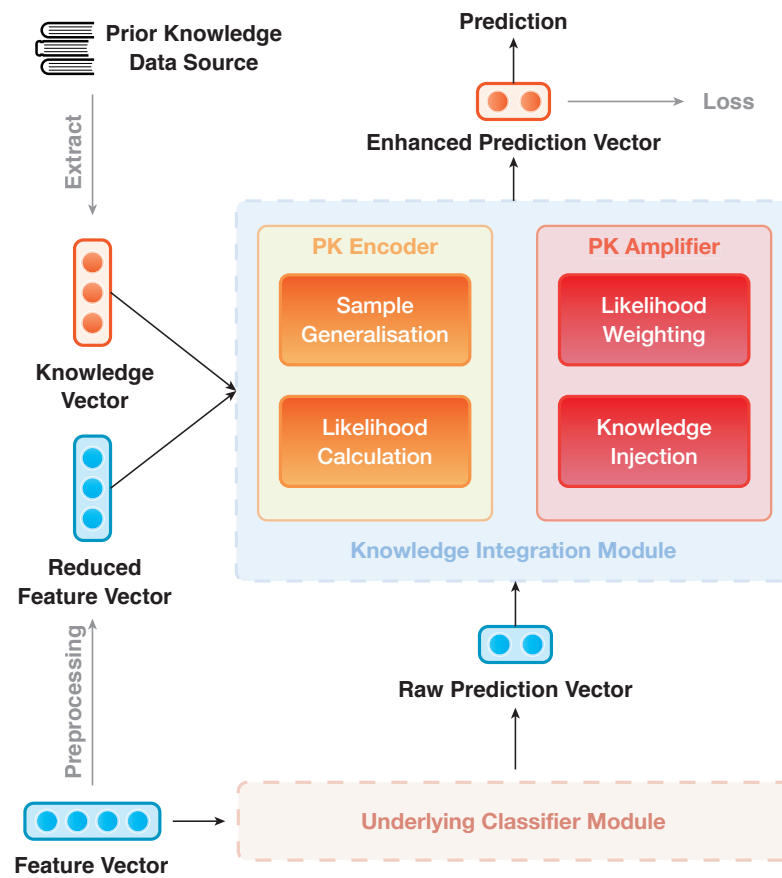 Prior Knowledge
Data Source
Extract
Knowledge
Vector
Reduced
Feature Vector
Preprocessing
Feature Vector
Prediction
Loss
Enhanced Prediction Vector
PK Encoder
Sample
Generalisation
Likelihood
Calculation
PK Amplifier
Likelihood
Weighting
Knowledge
Injection
Knowledge Integration Module
Raw Prediction Vector
Underlying Classifier Module